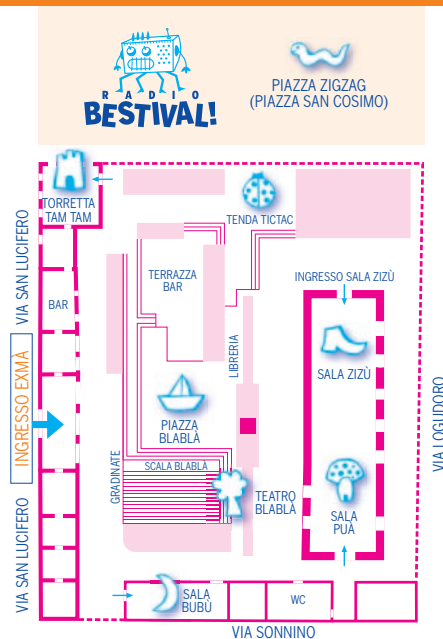 RADIO
BESTIVAL!
PIAZZA ZIGZAG
(PIAZZA SAN COSIMO)
TORRETTA
TAM TAM
TENDA TICTAC
VIA SAN LUCIFERO
BAR
TERRAZZA
BAR
INGRESSO SALA ZIZÙ
LIBRERIA
SALA ZIZÙ
INGRESSO EXMÀ
PIAZZA
BLABLÀ
VIA LOGUDORO
GRADINATE
SCALA BLABLÀ
TEATRO
BLABLÀ
SALA
PUÀ
VIA SAN LUCIFERO
SALA
BUBÙ
WC
VIA SONNINO